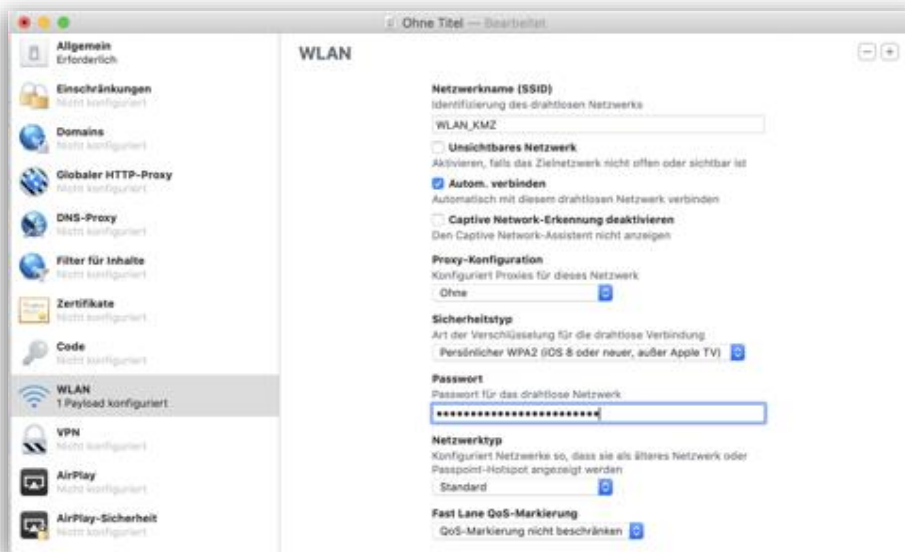 Ohne Titel — Bearbeitet
Allgemein
Erforderlich
Einschränkungen
Nicht konfiguriert
Domains
Nicht konfiguriert
Globaler HTTP-Proxy
Nicht konfiguriert
DNS-Proxy
Nicht konfiguriert
Filter für Inhalte
Nicht konfiguriert
Zertifikate
Nicht konfiguriert
Code
Nicht konfiguriert
WLAN
1 Payload konfiguriert
VPN
Nicht konfiguriert
AirPlay
Nicht konfiguriert
AirPlay-Sicherheit
Nicht konfiguriert
WLAN
Netzwerkname (SSID)
Identifizierung des drahtlosen Netzwerks
WLAN_KMZ
Unsichtbares Netzwerk
Aktivieren, falls das Zielnetzwerk nicht offen oder sichtbar ist
Autom. verbinden
Automatisch mit diesem drahtlosen Netzwerk verbinden
Captive Network-Erkennung deaktivieren
Den Captive Network-Assistent nicht anzeigen
Proxy-Konfiguration
Konfiguriert Proxies für dieses Netzwerk
Ohne
Sicherheitstyp
Art der Verschlüsselung für die drahtlose Verbindung
Persönlicher WPA2 (iOS 8 oder neuer, außer Apple TV)
Passwort
Passwort für das drahtlose Netzwerk
Netzwerktyp
Konfiguriert Netzwerke so, dass sie als älteres Netzwerk oder
Passpoint-Hotspot angezeigt werden
Standard
Fast Lane QoS-Markierung
QoS-Markierung nicht beschränken